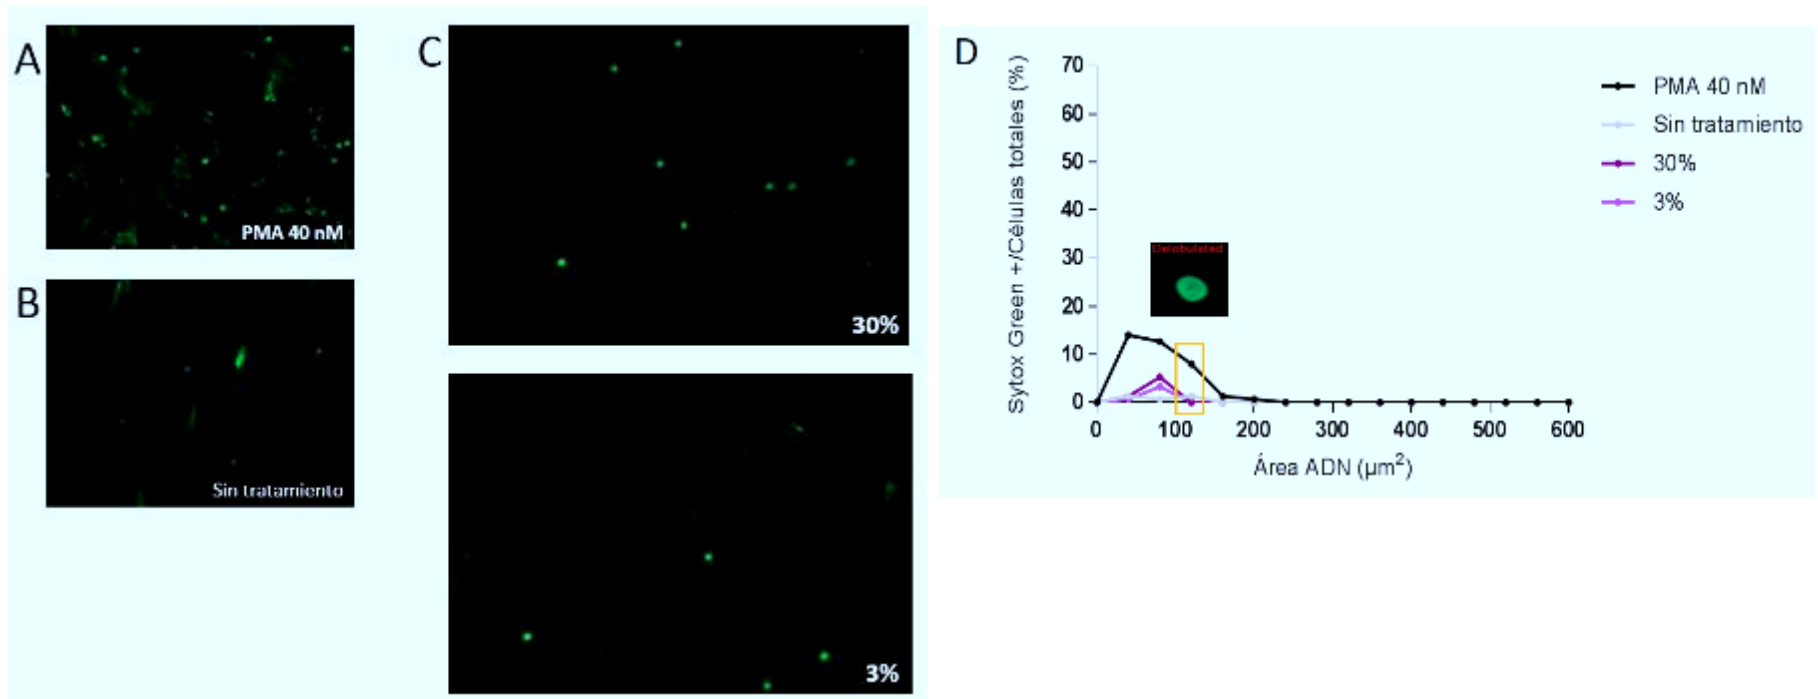 A
PMA 40 nM
B
Sin tratamiento
C
30%
3%
D
Sytox Green +/Células totales (%)
70
60
50
40
30
20
10
0
Delobulated
0 100 200 300 400 500 600
Área ADN (µm²)
PMA 40 nM
Sin tratamiento
30%
3%